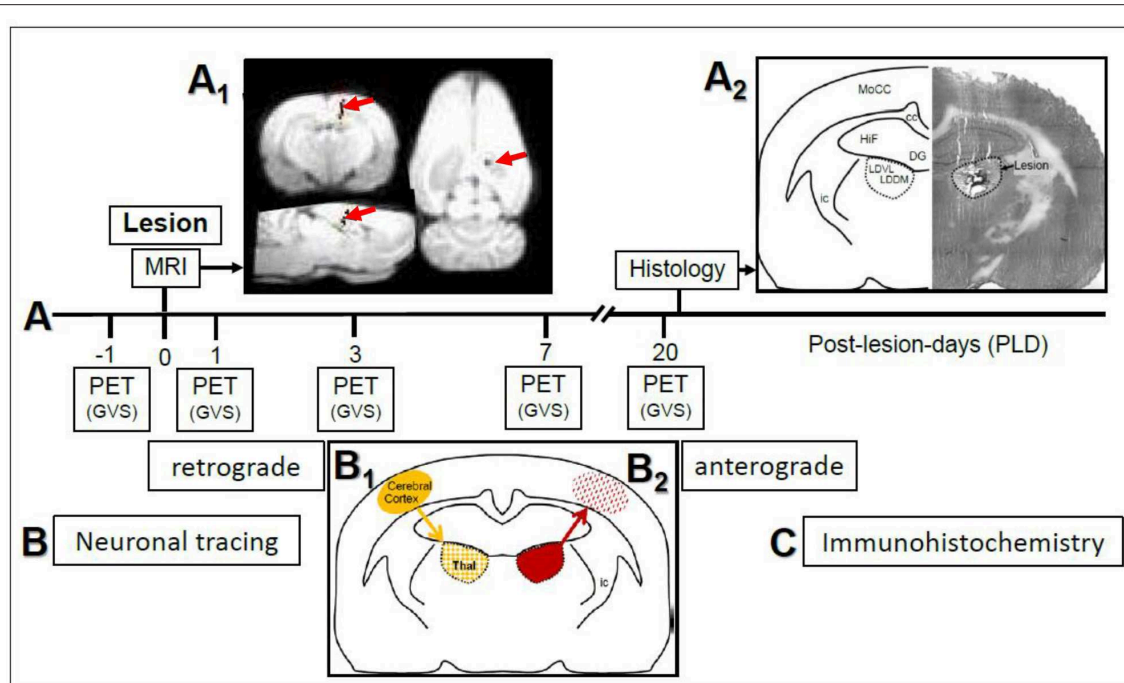 A1
A2
MoCC
cc
HiF
DG
LDVL
LDDM
Lesion
ic
Lesion
MRI
Histology
A
-1
0
1
3
7
20
Post-lesion-days (PLD)
PET
(GVS)
PET
(GVS)
PET
(GVS)
PET
(GVS)
PET
(GVS)
retrograde
B1
B2
anterograde
Cerebral
Cortex
B
Neuronal tracing
Thal
ic
C
Immunohistochemistry